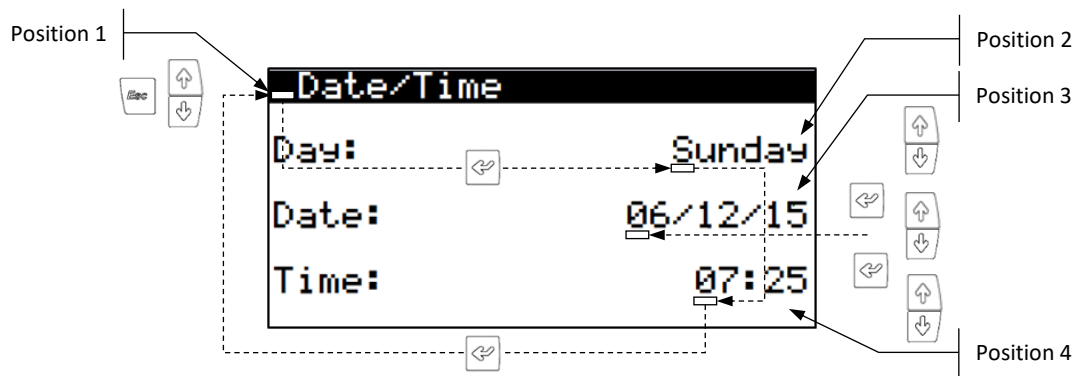 Position 1
Position 2
Esc
Date/Time
Position 3
Day: Sunday
Date: 06/12/15
Time: 07:25
Position 4